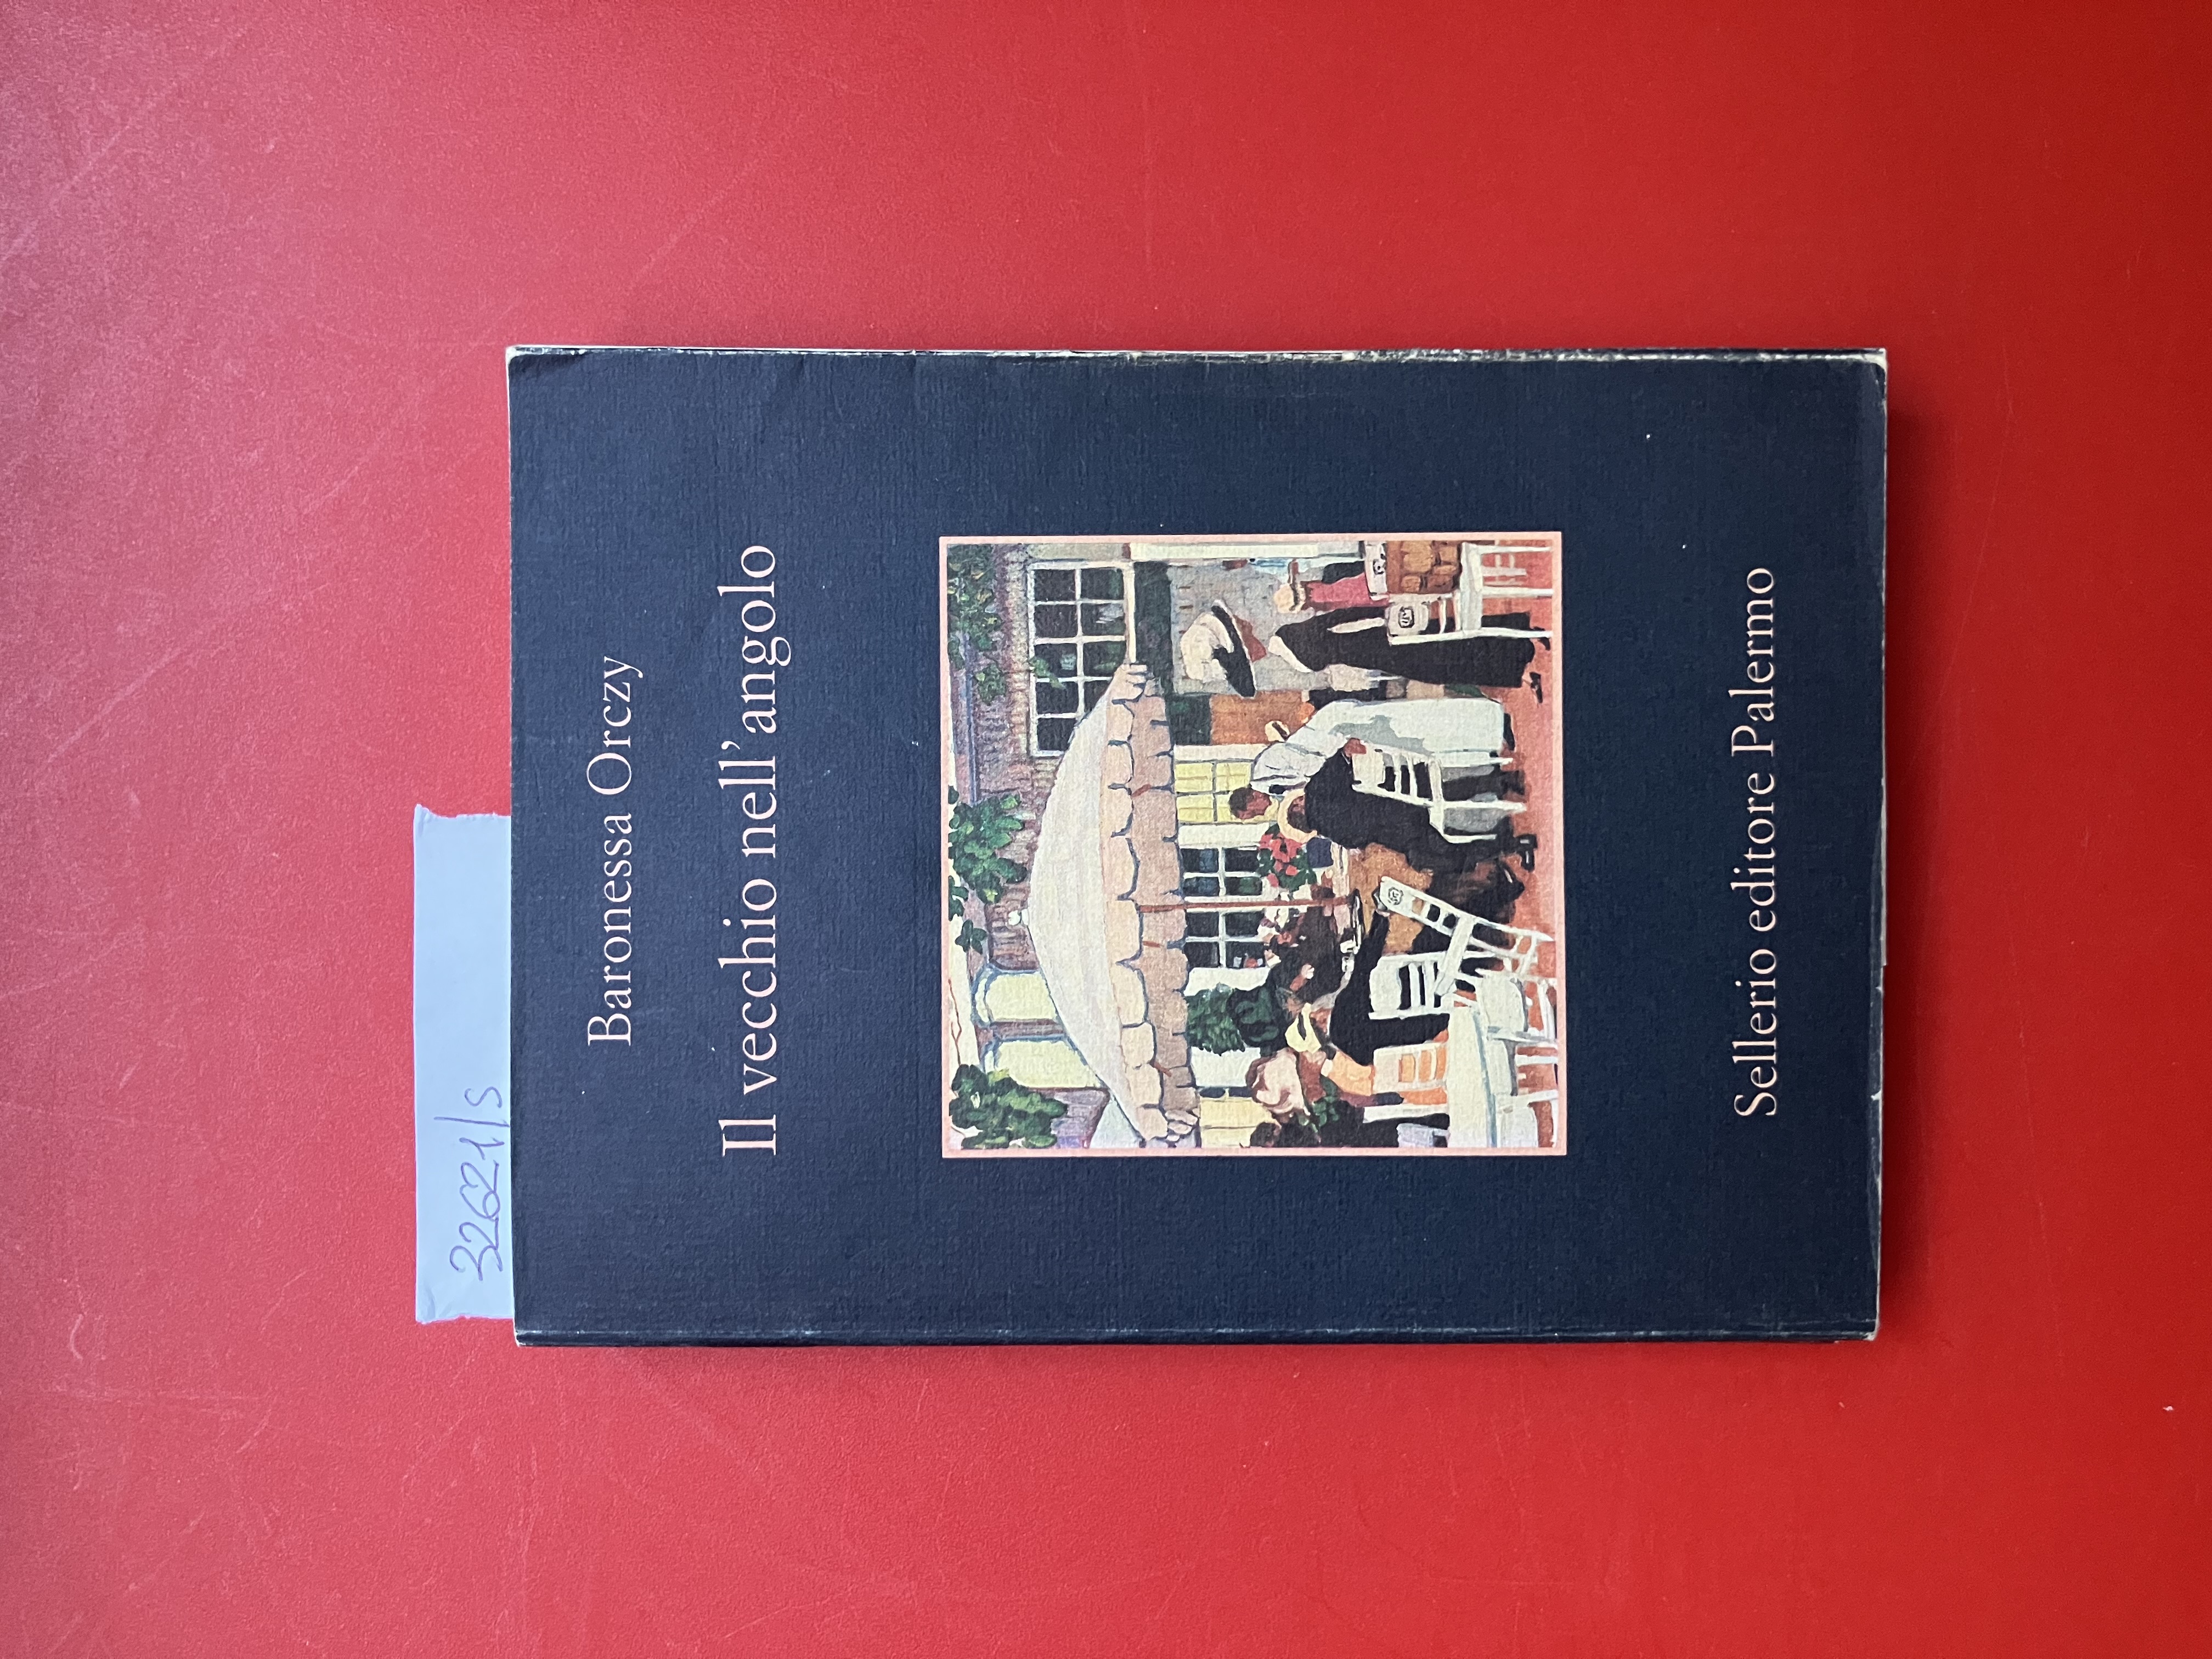 32621/s
Baronessa Orczy
Il vecchio nell'angolo
Sellerio editore Palermo